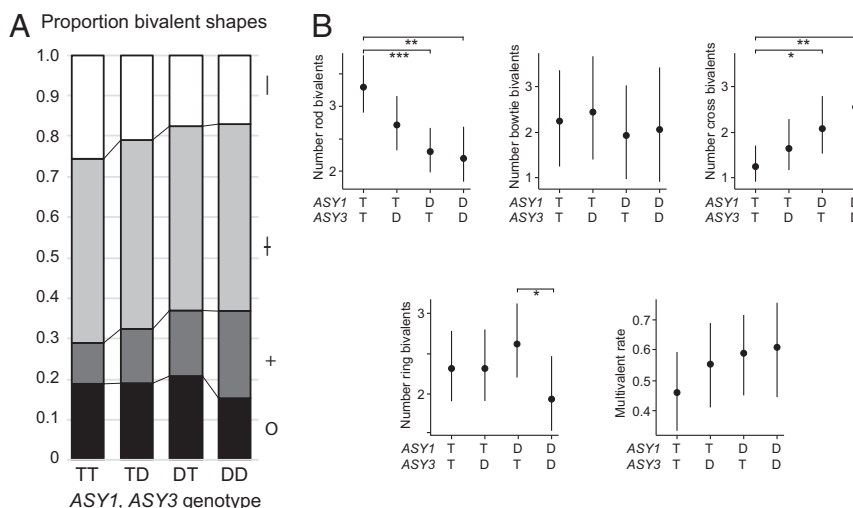 A
Proportion bivalent shapes
1.0
0.9
0.8
0.7
0.6
0.5
0.4
0.3
0.2
0.1
0
|
+
O
TT TD DT DD
ASY1, ASY3 genotype
B
Number rod bivalents
3
2
**
***
ASY1 T T D D
ASY3 T D T D
Number bowtie bivalents
3
2
1
ASY1 T T D D
ASY3 T D T D
Number cross bivalents
3
2
1
**
*
ASY1 T T D D
ASY3 T D T D
Number ring bivalents
3
2
*
ASY1 T T D D
ASY3 T D T D
Multivalent rate
0.7
0.6
0.5
0.4
ASY1 T T D D
ASY3 T D T D